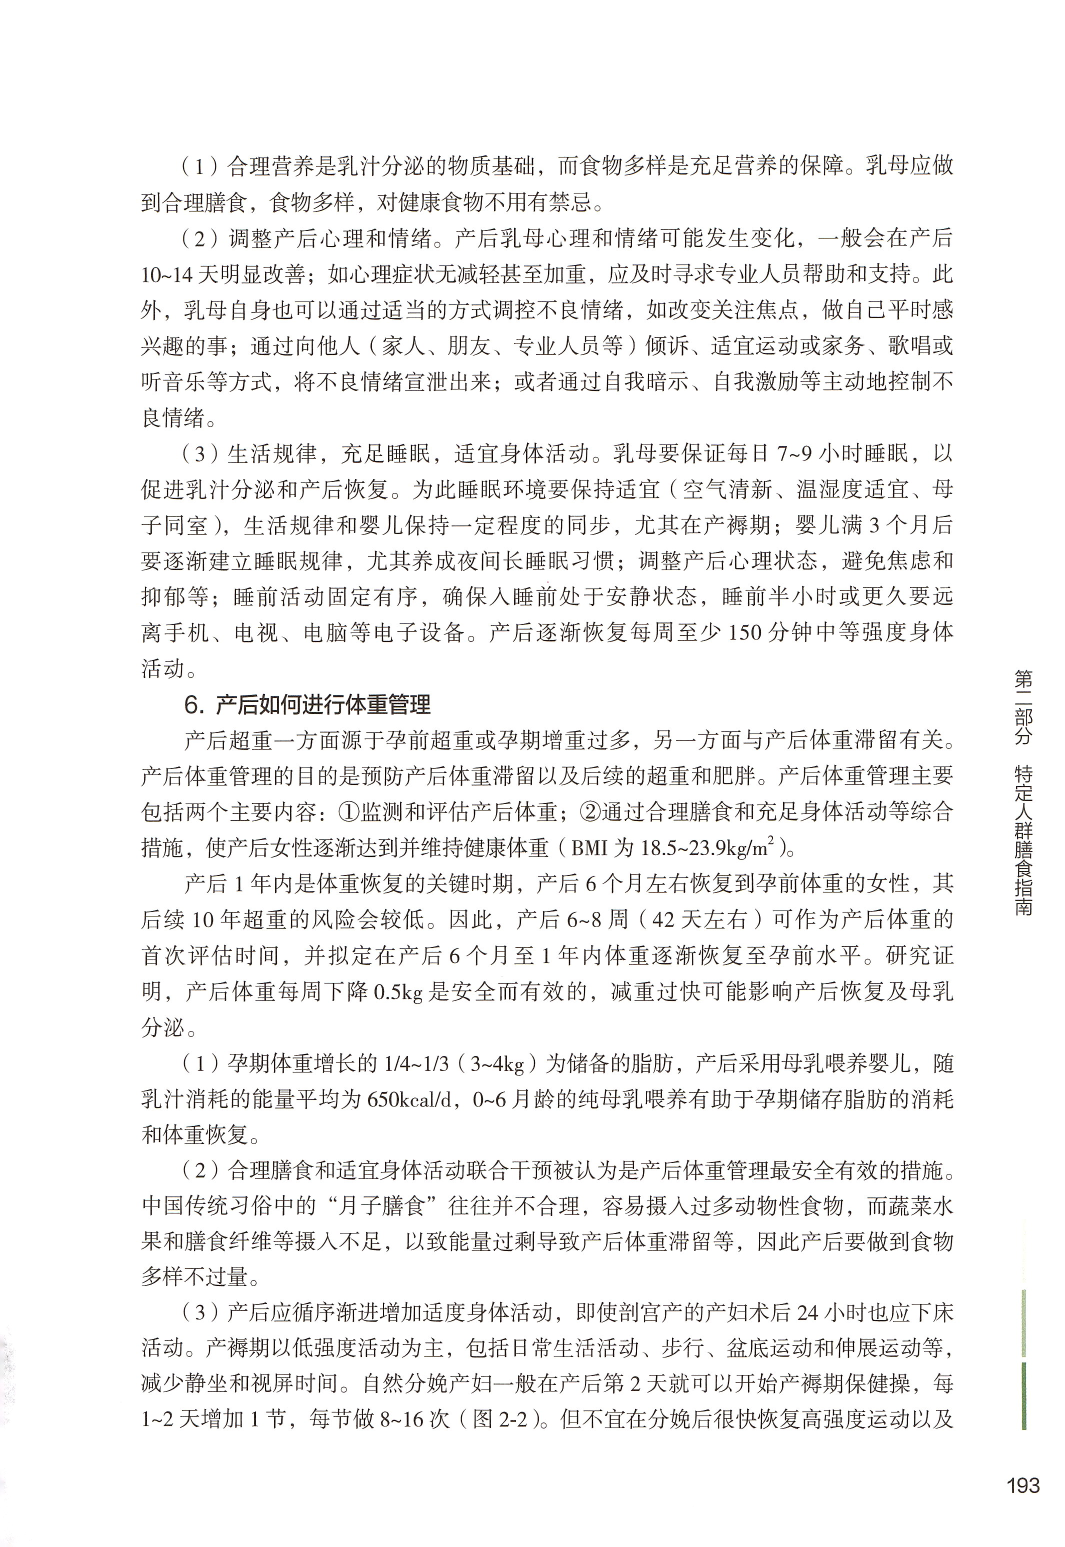 （1）合理营养是乳汁分泌的物质基础，而食物多样是充足营养的保障。乳母应做
到合理膳食，食物多样，对健康食物不用有禁忌。
（2）调整产后心理和情绪。产后乳母心理和情绪可能发生变化，一般会在产后
10~14 天明显改善；如心理症状无减轻甚至加重，应及时寻求专业人员帮助和支持。此
外，乳母自身也可以通过适当的方式调控不良情绪，如改变关注焦点，做自己平时感
兴趣的事；通过向他人（家人、朋友、专业人员等）倾诉、适宜运动或家务、歌唱或
听音乐等方式，将不良情绪宣泄出来；或者通过自我暗示、自我激励等主动地控制不
良情绪。
（3）生活规律，充足睡眠，适宜身体活动。乳母要保证每日 7~9 小时睡眠，以
促进乳汁分泌和产后恢复。为此睡眠环境要保持适宜（空气清新、温湿度适宜、母
子同室），生活规律和婴儿保持一定程度的同步，尤其在产褥期；婴儿满 3 个月后
要逐渐建立睡眠规律，尤其养成夜间长睡眠习惯；调整产后心理状态，避免焦虑和
抑郁等；睡前活动固定有序，确保入睡前处于安静状态，睡前半小时或更久要远
离手机、电视、电脑等电子设备。产后逐渐恢复每周至少 150 分钟中等强度身体
活动。
6. 产后如何进行体重管理
产后超重一方面源于孕前超重或孕期增重过多，另一方面与产后体重滞留有关。
产后体重管理的目的是预防产后体重滞留以及后续的超重和肥胖。产后体重管理主要
包括两个主要内容：①监测和评估产后体重；②通过合理膳食和充足身体活动等综合
措施，使产后女性逐渐达到并维持健康体重（BMI 为 18.5~23.9kg/m²）。
产后 1 年内是体重恢复的关键时期，产后 6 个月左右恢复到孕前体重的女性，其
后续 10 年超重的风险会较低。因此，产后 6~8 周（42 天左右）可作为产后体重的
首次评估时间，并拟定在产后 6 个月至 1 年内体重逐渐恢复至孕前水平。研究证
明，产后体重每周下降 0.5kg 是安全而有效的，减重过快可能影响产后恢复及母乳
分泌。
（1）孕期体重增长的 1/4~1/3（3~4kg）为储备的脂肪，产后采用母乳喂养婴儿，随
乳汁消耗的能量平均为 650kcal/d，0~6 月龄的纯母乳喂养有助于孕期储存脂肪的消耗
和体重恢复。
（2）合理膳食和适宜身体活动联合干预被认为是产后体重管理最安全有效的措施。
中国传统习俗中的“月子膳食”往往并不合理，容易摄入过多动物性食物，而蔬菜水
果和膳食纤维等摄入不足，以致能量过剩导致产后体重滞留等，因此产后要做到食物
多样不过量。
（3）产后应循序渐进增加适度身体活动，即使剖宫产的产妇术后 24 小时也应下床
活动。产褥期以低强度活动为主，包括日常生活活动、步行、盆底运动和伸展运动等，
减少静坐和视屏时间。自然分娩产妇一般在产后第 2 天就可以开始产褥期保健操，每
1~2 天增加 1 节，每节做 8~16 次（图 2-2）。但不宜在分娩后很快恢复高强度运动以及
第二部分 特定人群膳食指南
193